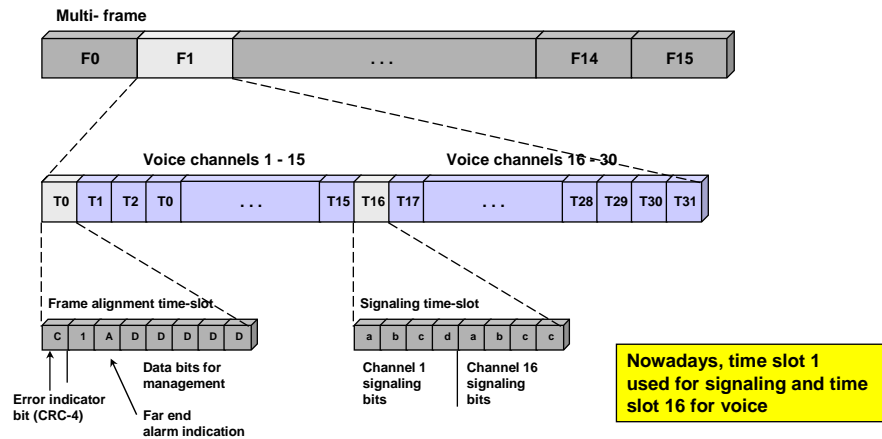 Multi- frame
F0 F1 . . . F14 F15
Voice channels 1 - 15 Voice channels 16 - 30
T0 T1 T2 T0 . . . T15 T16 T17 . . . T28 T29 T30 T31
Frame alignment time-slot
C 1 A D D D D D
Error indicator
bit (CRC-4)
Data bits for
management
Far end
alarm indication
Signaling time-slot
a b c d a b c c
Channel 1
signaling
bits
Channel 16
signaling
bits
Nowadays, time slot 1
used for signaling and time
slot 16 for voice